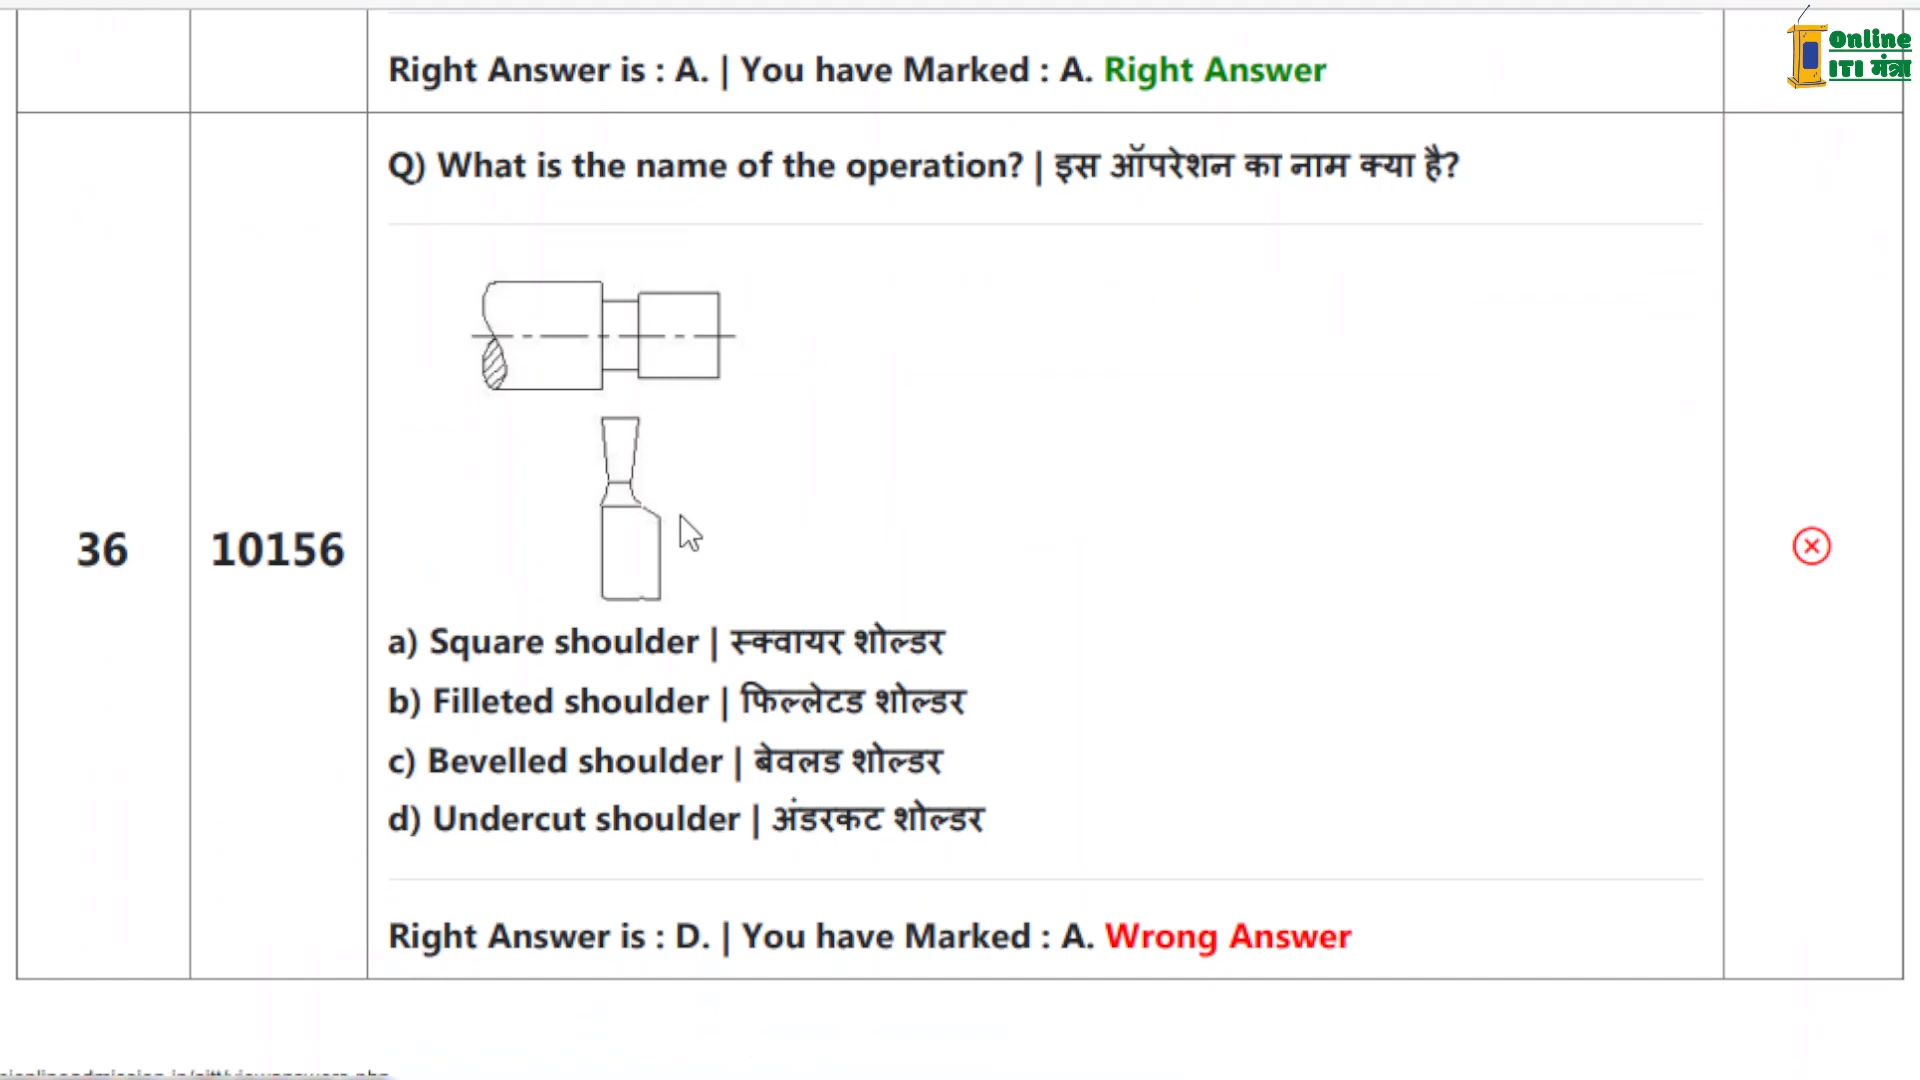 Online
ITI मंत्रा
Right Answer is : A. | You have Marked : A. Right Answer
Q) What is the name of the operation? | इस ऑपरेशन का नाम क्या है?
36
10156
a) Square shoulder | स्क्वायर शोल्डर
b) Filleted shoulder | फिल्लेटड शोल्डर
c) Bevelled shoulder | बेवलड शोल्डर
d) Undercut shoulder | अंडरकट शोल्डर
Right Answer is : D. | You have Marked : A. Wrong Answer